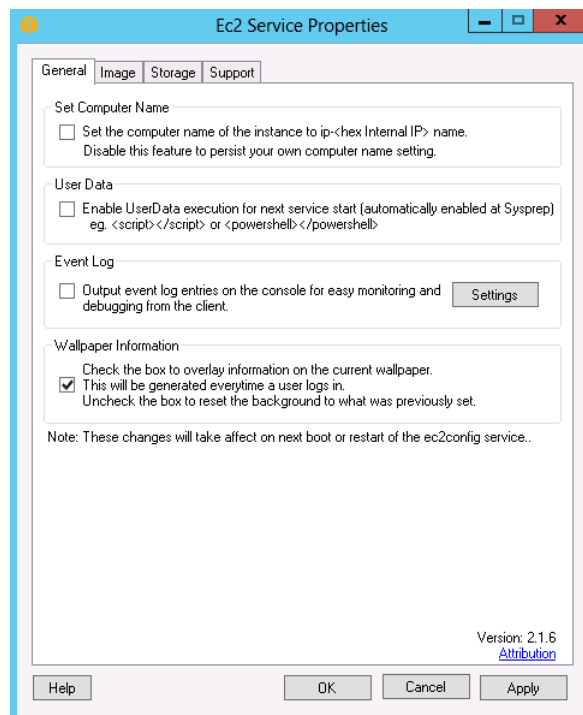 Ec2 Service Properties
General Image Storage Support
Set Computer Name
Set the computer name of the instance to ip-<hex Internal IP> name.
Disable this feature to persist your own computer name setting.
User Data
Enable UserData execution for next service start (automatically enabled at Sysprep)
eg. <script></script> or <powershell></powershell>
Event Log
Output event log entries on the console for easy monitoring and
debugging from the client.
Settings
Wallpaper Information
Check the box to overlay information on the current wallpaper.
This will be generated everytime a user logs in.
Uncheck the box to reset the background to what was previously set.
Note: These changes will take affect on next boot or restart of the ec2config service..
Version: 2.1.6
Attribution
Help OK Cancel Apply